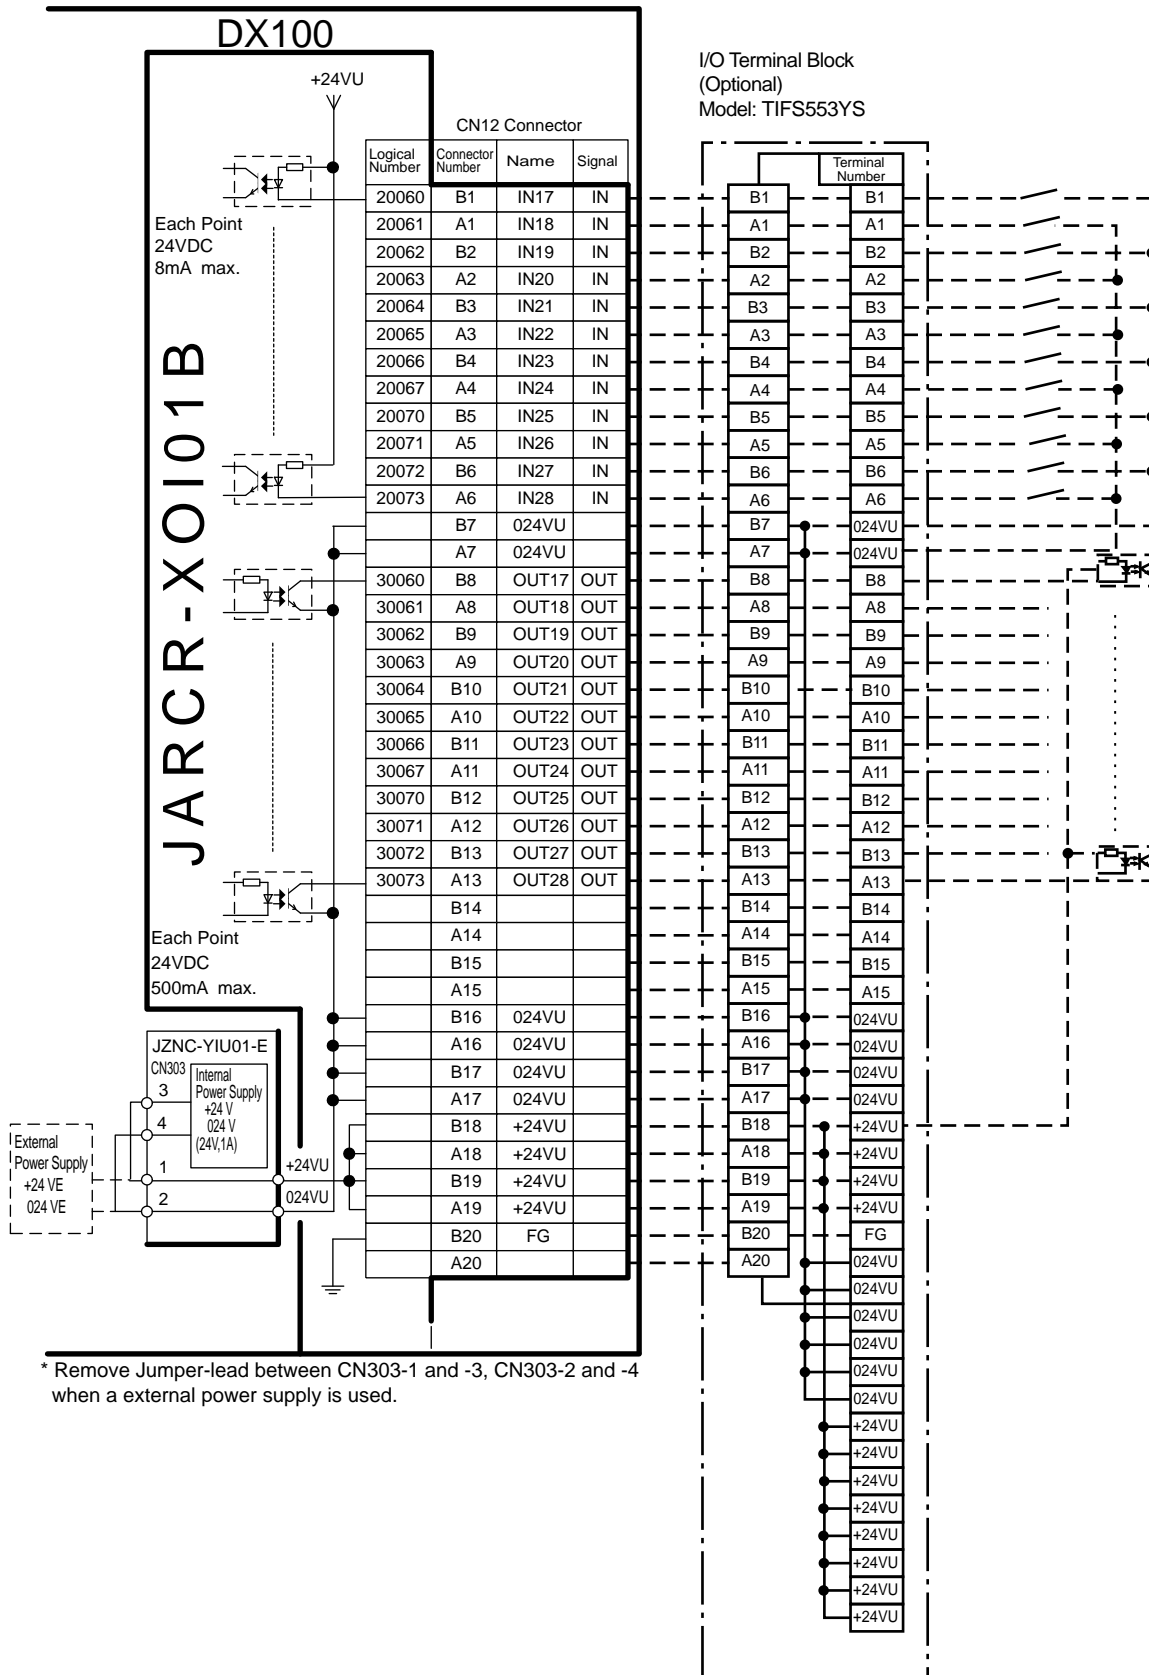 DX100
+24VU
I/O Terminal Block
(Optional)
Model: TIFS553YS
CN12 Connector
Logical Number Connector Number Name Signal
Terminal Number
20060 B1 IN17 IN B1 B1
20061 A1 IN18 IN A1 A1
20062 B2 IN19 IN B2 B2
20063 A2 IN20 IN A2 A2
20064 B3 IN21 IN B3 B3
20065 A3 IN22 IN A3 A3
20066 B4 IN23 IN B4 B4
20067 A4 IN24 IN A4 A4
20070 B5 IN25 IN B5 B5
20071 A5 IN26 IN A5 A5
20072 B6 IN27 IN B6 B6
20073 A6 IN28 IN A6 A6
B7 024VU B7 024VU
A7 024VU A7 024VU
30060 B8 OUT17 OUT B8 B8
30061 A8 OUT18 OUT A8 A8
30062 B9 OUT19 OUT B9 B9
30063 A9 OUT20 OUT A9 A9
30064 B10 OUT21 OUT B10 B10
30065 A10 OUT22 OUT A10 A10
30066 B11 OUT23 OUT B11 B11
30067 A11 OUT24 OUT A11 A11
30070 B12 OUT25 OUT B12 B12
30071 A12 OUT26 OUT A12 A12
30072 B13 OUT27 OUT B13 B13
30073 A13 OUT28 OUT A13 A13
B14 B14 B14
A14 A14 A14
B15 B15 B15
A15 A15 A15
B16 024VU B16 024VU
A16 024VU A16 024VU
B17 024VU B17 024VU
A17 024VU A17 024VU
B18 +24VU B18 +24VU
A18 +24VU A18 +24VU
B19 +24VU B19 +24VU
A19 +24VU A19 +24VU
B20 FG B20 FG
A20 A20 024VU
024VU
024VU
024VU
024VU
024VU
+24VU
+24VU
+24VU
+24VU
+24VU
+24VU
+24VU
+24VU
Each Point
24VDC
8mA max.
JARCR-XOI01B
Each Point
24VDC
500mA max.
JZNC-YIU01-E
CN303
3
4
1
2
Internal
Power Supply
+24 V
024 V
(24V,1A)
External
Power Supply
+24 VE
024 VE
+24VU
024VU
* Remove Jumper-lead between CN303-1 and -3, CN303-2 and -4
when a external power supply is used.